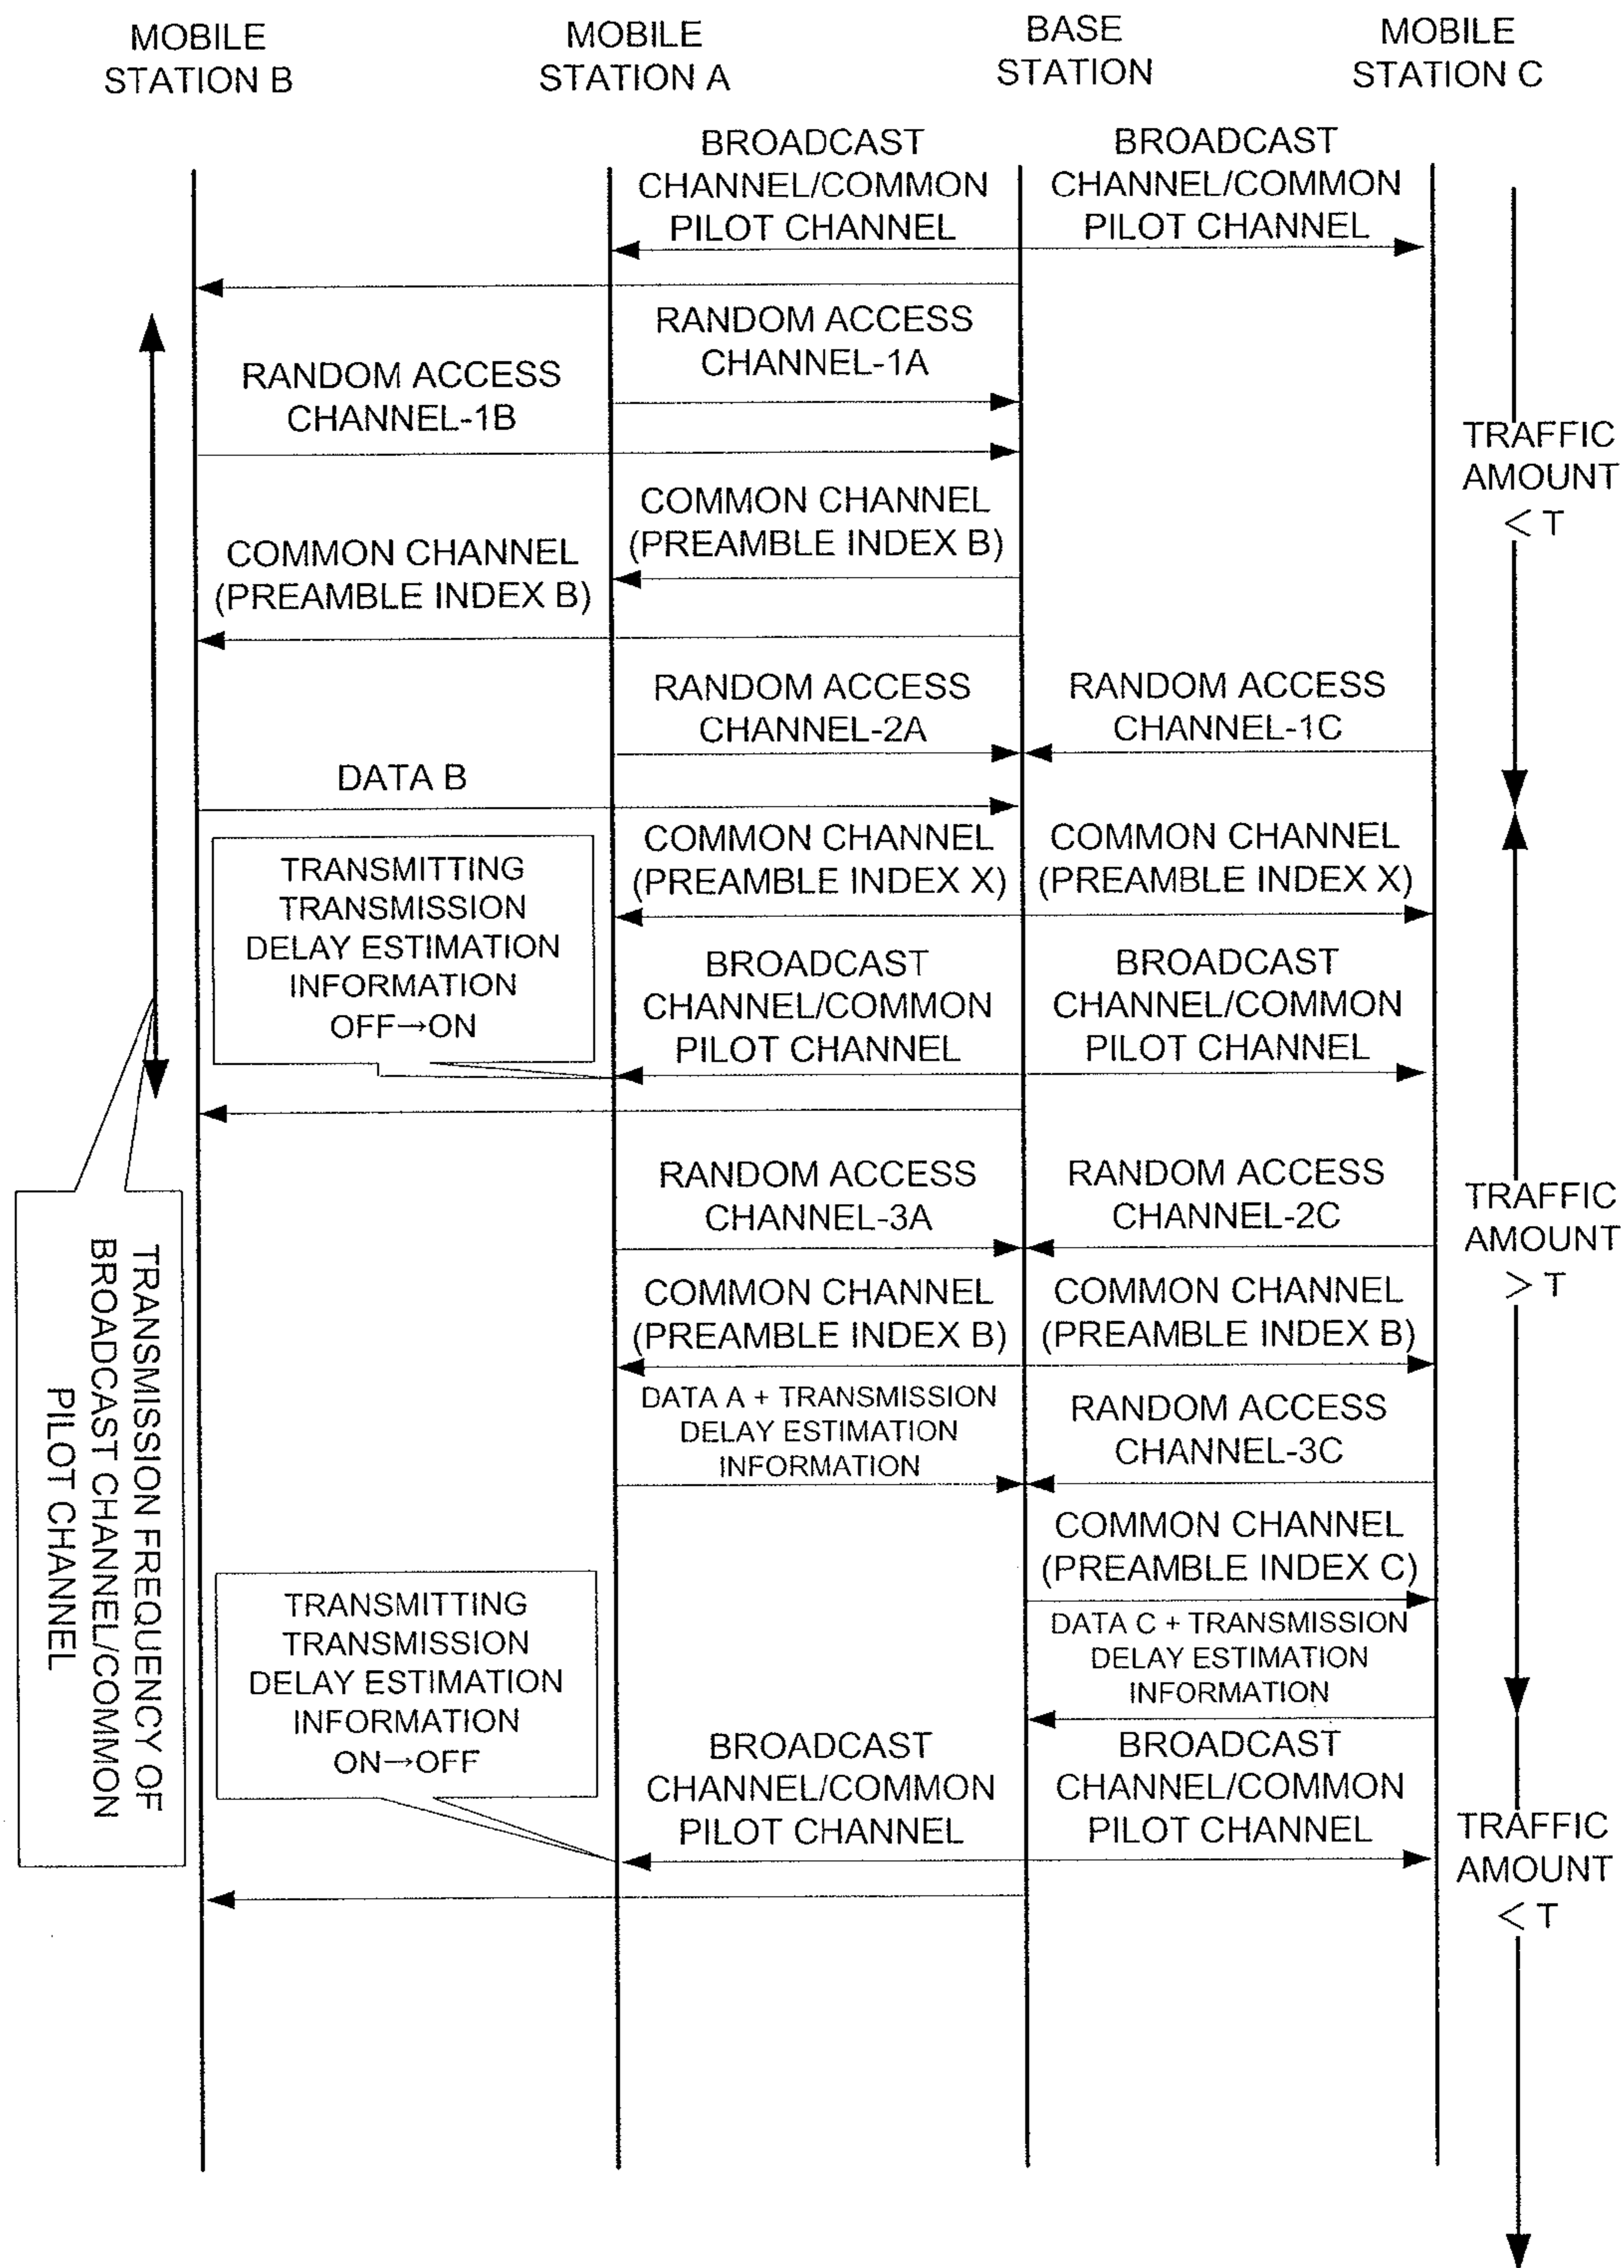 MOBILE
STATION B
MOBILE
STATION A
BASE
STATION
MOBILE
STATION C
BROADCAST
CHANNEL/COMMON
PILOT CHANNEL
BROADCAST
CHANNEL/COMMON
PILOT CHANNEL
RANDOM ACCESS
CHANNEL-1A
RANDOM ACCESS
CHANNEL-1B
TRAFFIC
AMOUNT
< T
COMMON CHANNEL
(PREAMBLE INDEX B)
COMMON CHANNEL
(PREAMBLE INDEX B)
RANDOM ACCESS
CHANNEL-2A
RANDOM ACCESS
CHANNEL-1C
DATA B
COMMON CHANNEL
(PREAMBLE INDEX X)
COMMON CHANNEL
(PREAMBLE INDEX X)
TRANSMITTING
TRANSMISSION
DELAY ESTIMATION
INFORMATION
OFF→ON
BROADCAST
CHANNEL/COMMON
PILOT CHANNEL
BROADCAST
CHANNEL/COMMON
PILOT CHANNEL
RANDOM ACCESS
CHANNEL-3A
RANDOM ACCESS
CHANNEL-2C
TRAFFIC
AMOUNT
> T
TRANSMISSION FREQUENCY OF
BROADCAST CHANNEL/COMMON
PILOT CHANNEL
COMMON CHANNEL
(PREAMBLE INDEX B)
COMMON CHANNEL
(PREAMBLE INDEX B)
DATA A + TRANSMISSION
DELAY ESTIMATION
INFORMATION
RANDOM ACCESS
CHANNEL-3C
COMMON CHANNEL
(PREAMBLE INDEX C)
DATA C + TRANSMISSION
DELAY ESTIMATION
INFORMATION
TRANSMITTING
TRANSMISSION
DELAY ESTIMATION
INFORMATION
ON→OFF
BROADCAST
CHANNEL/COMMON
PILOT CHANNEL
BROADCAST
CHANNEL/COMMON
PILOT CHANNEL
TRAFFIC
AMOUNT
< T